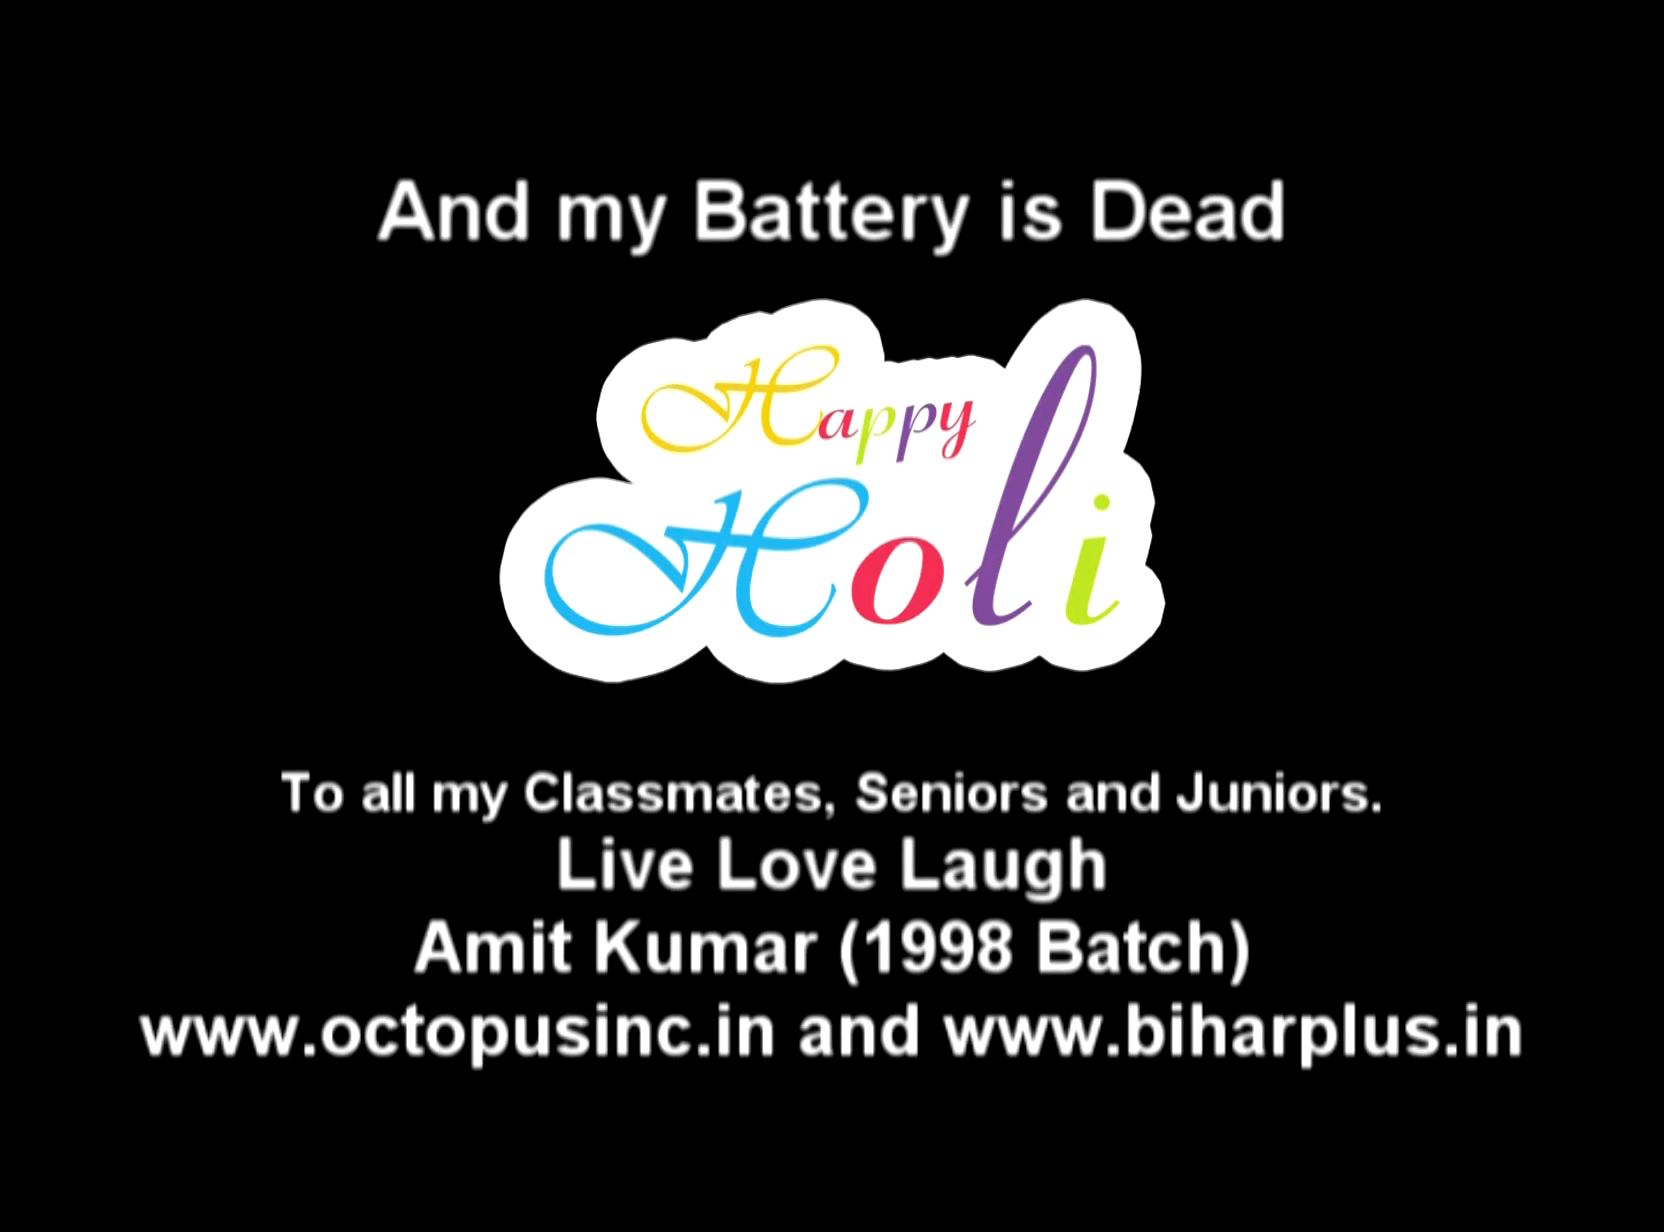 And my Battery is Dead
Happy
Holi
To all my Classmates, Seniors and Juniors.
Live Love Laugh
Amit Kumar (1998 Batch)
www.octopusinc.in and www.biharplus.in